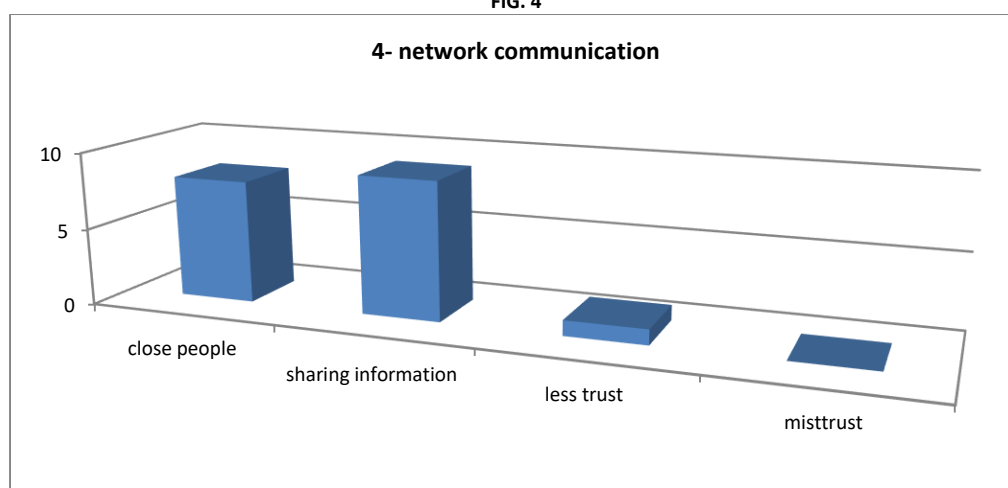 FIG. 4
4- network communication
10
5
0
close people
sharing information
less trust
misttrust